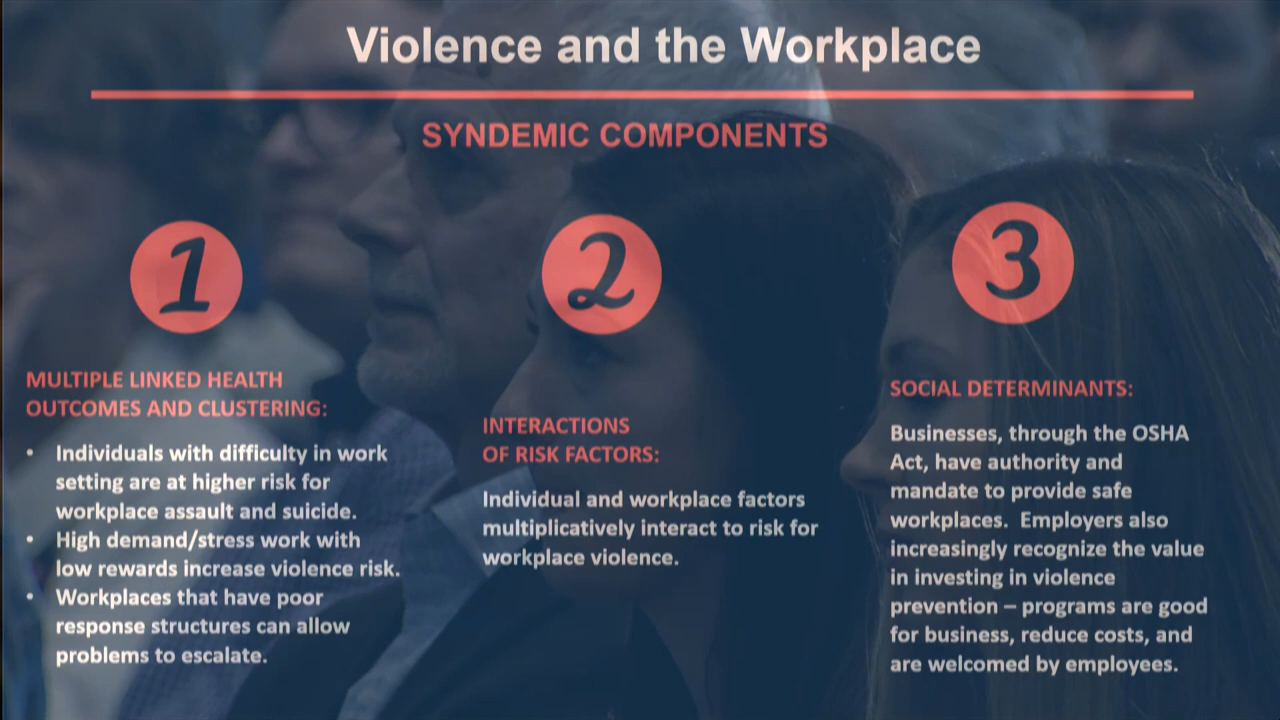 Violence and the Workplace
SYNDEMIC COMPONENTS
1
MULTIPLE LINKED HEALTH
OUTCOMES AND CLUSTERING:
• Individuals with difficulty in work
setting are at higher risk for
workplace assault and suicide.
• High demand/stress work with
low rewards increase violence risk.
• Workplaces that have poor
response structures can allow
problems to escalate.
2
INTERACTIONS
OF RISK FACTORS:
Individual and workplace factors
multiplicatively interact to risk for
workplace violence.
3
SOCIAL DETERMINANTS:
Businesses, through the OSHA
Act, have authority and
mandate to provide safe
workplaces.  Employers also
increasingly recognize the value
in investing in violence
prevention – programs are good
for business, reduce costs, and
are welcomed by employees.